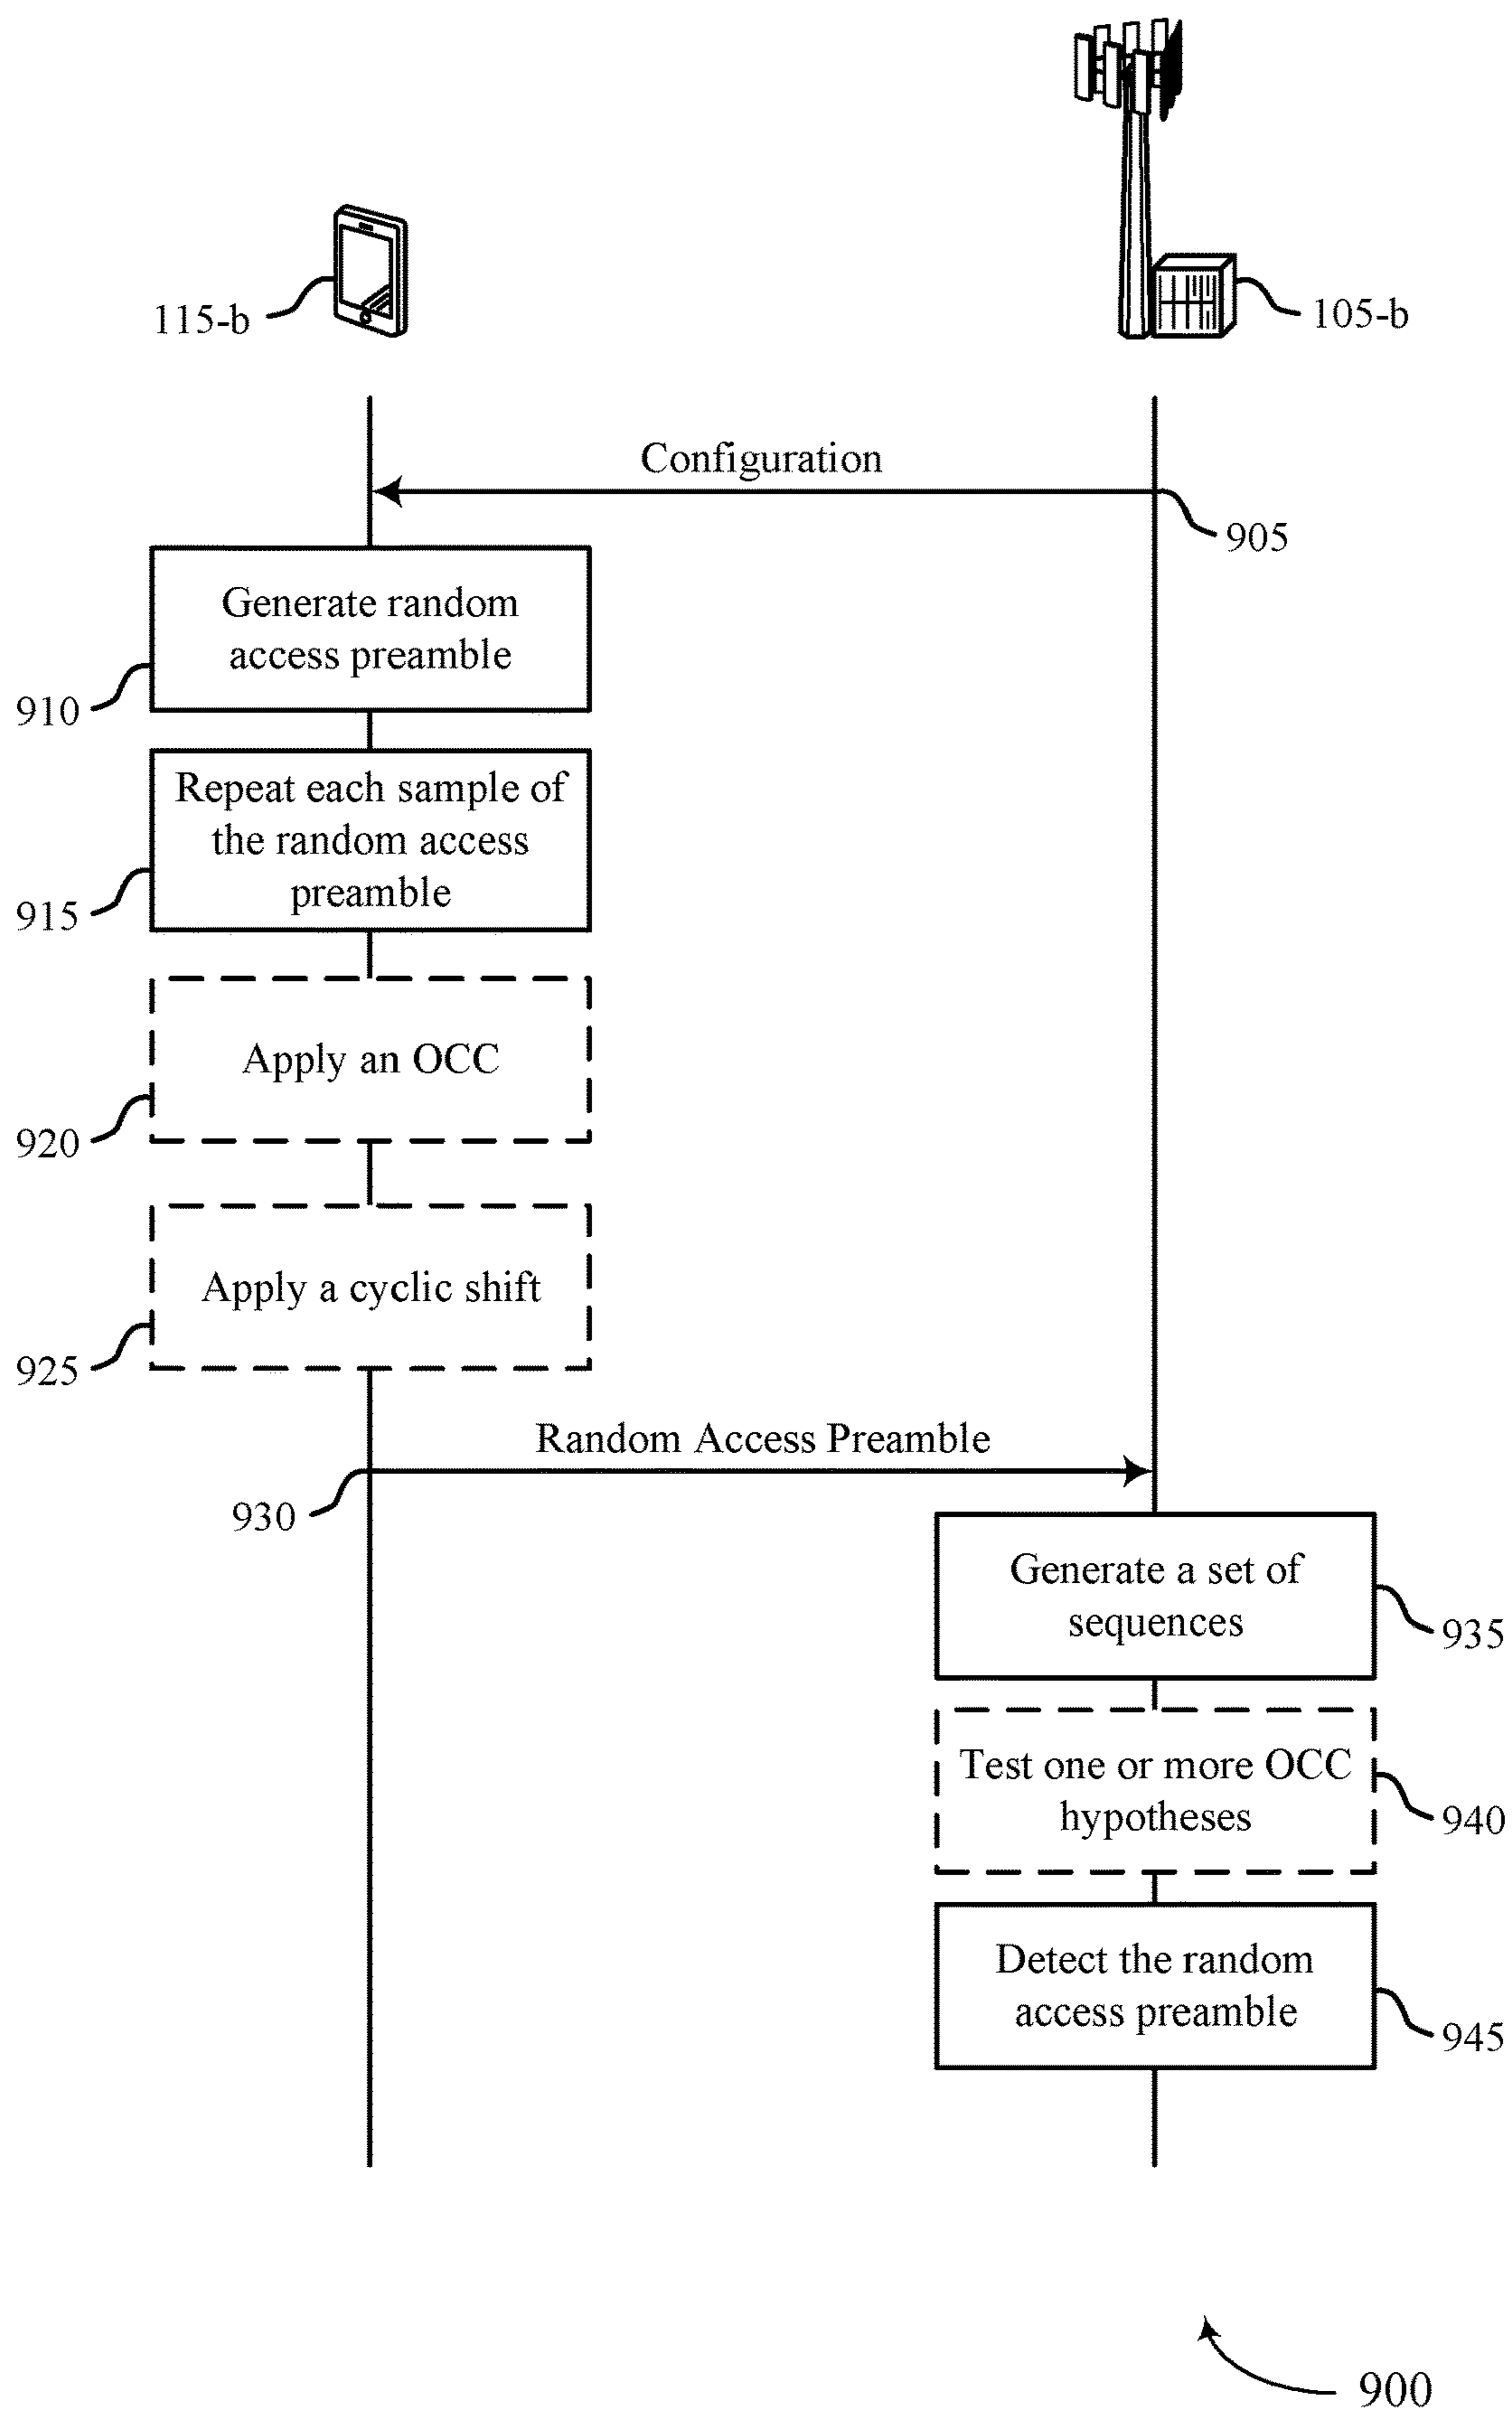 115-b
105-b
Configuration
905
Generate random
access preamble
910
Repeat each sample of
the random access
preamble
915
Apply an OCC
920
Apply a cyclic shift
925
Random Access Preamble
930
Generate a set of
sequences
935
Test one or more OCC
hypotheses
940
Detect the random
access preamble
945
900